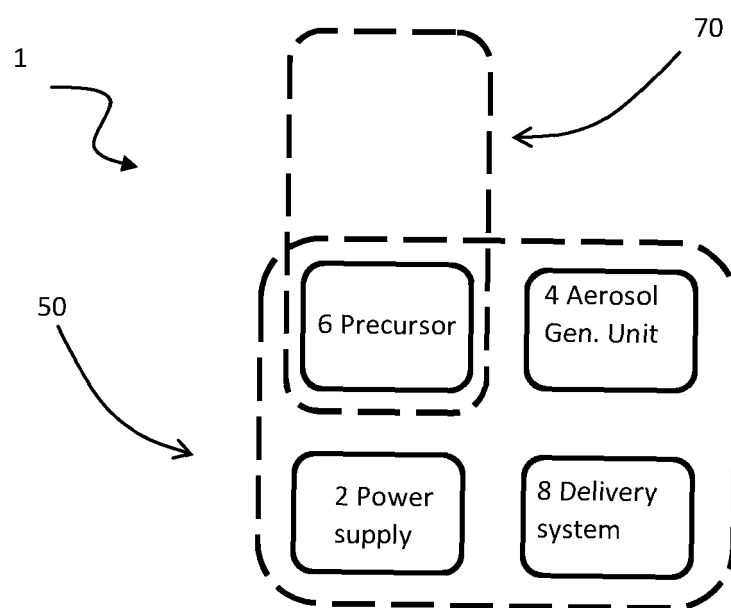 70
1
50
6 Precursor
4 Aerosol
Gen. Unit
2 Power
supply
8 Delivery
system